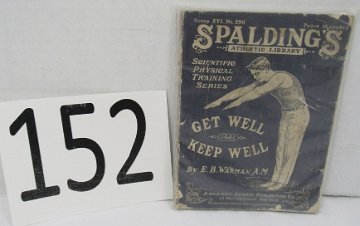 152
Group XVI. No. 290
Price 10 cents
SPALDING'S
ATHLETIC LIBRARY
SCIENTIFIC
PHYSICAL
TRAINING
SERIES
GET WELL
KEEP WELL
By E. B. WARMAN, A.M.
AMERICAN SPORTS PUBLISHING CO.